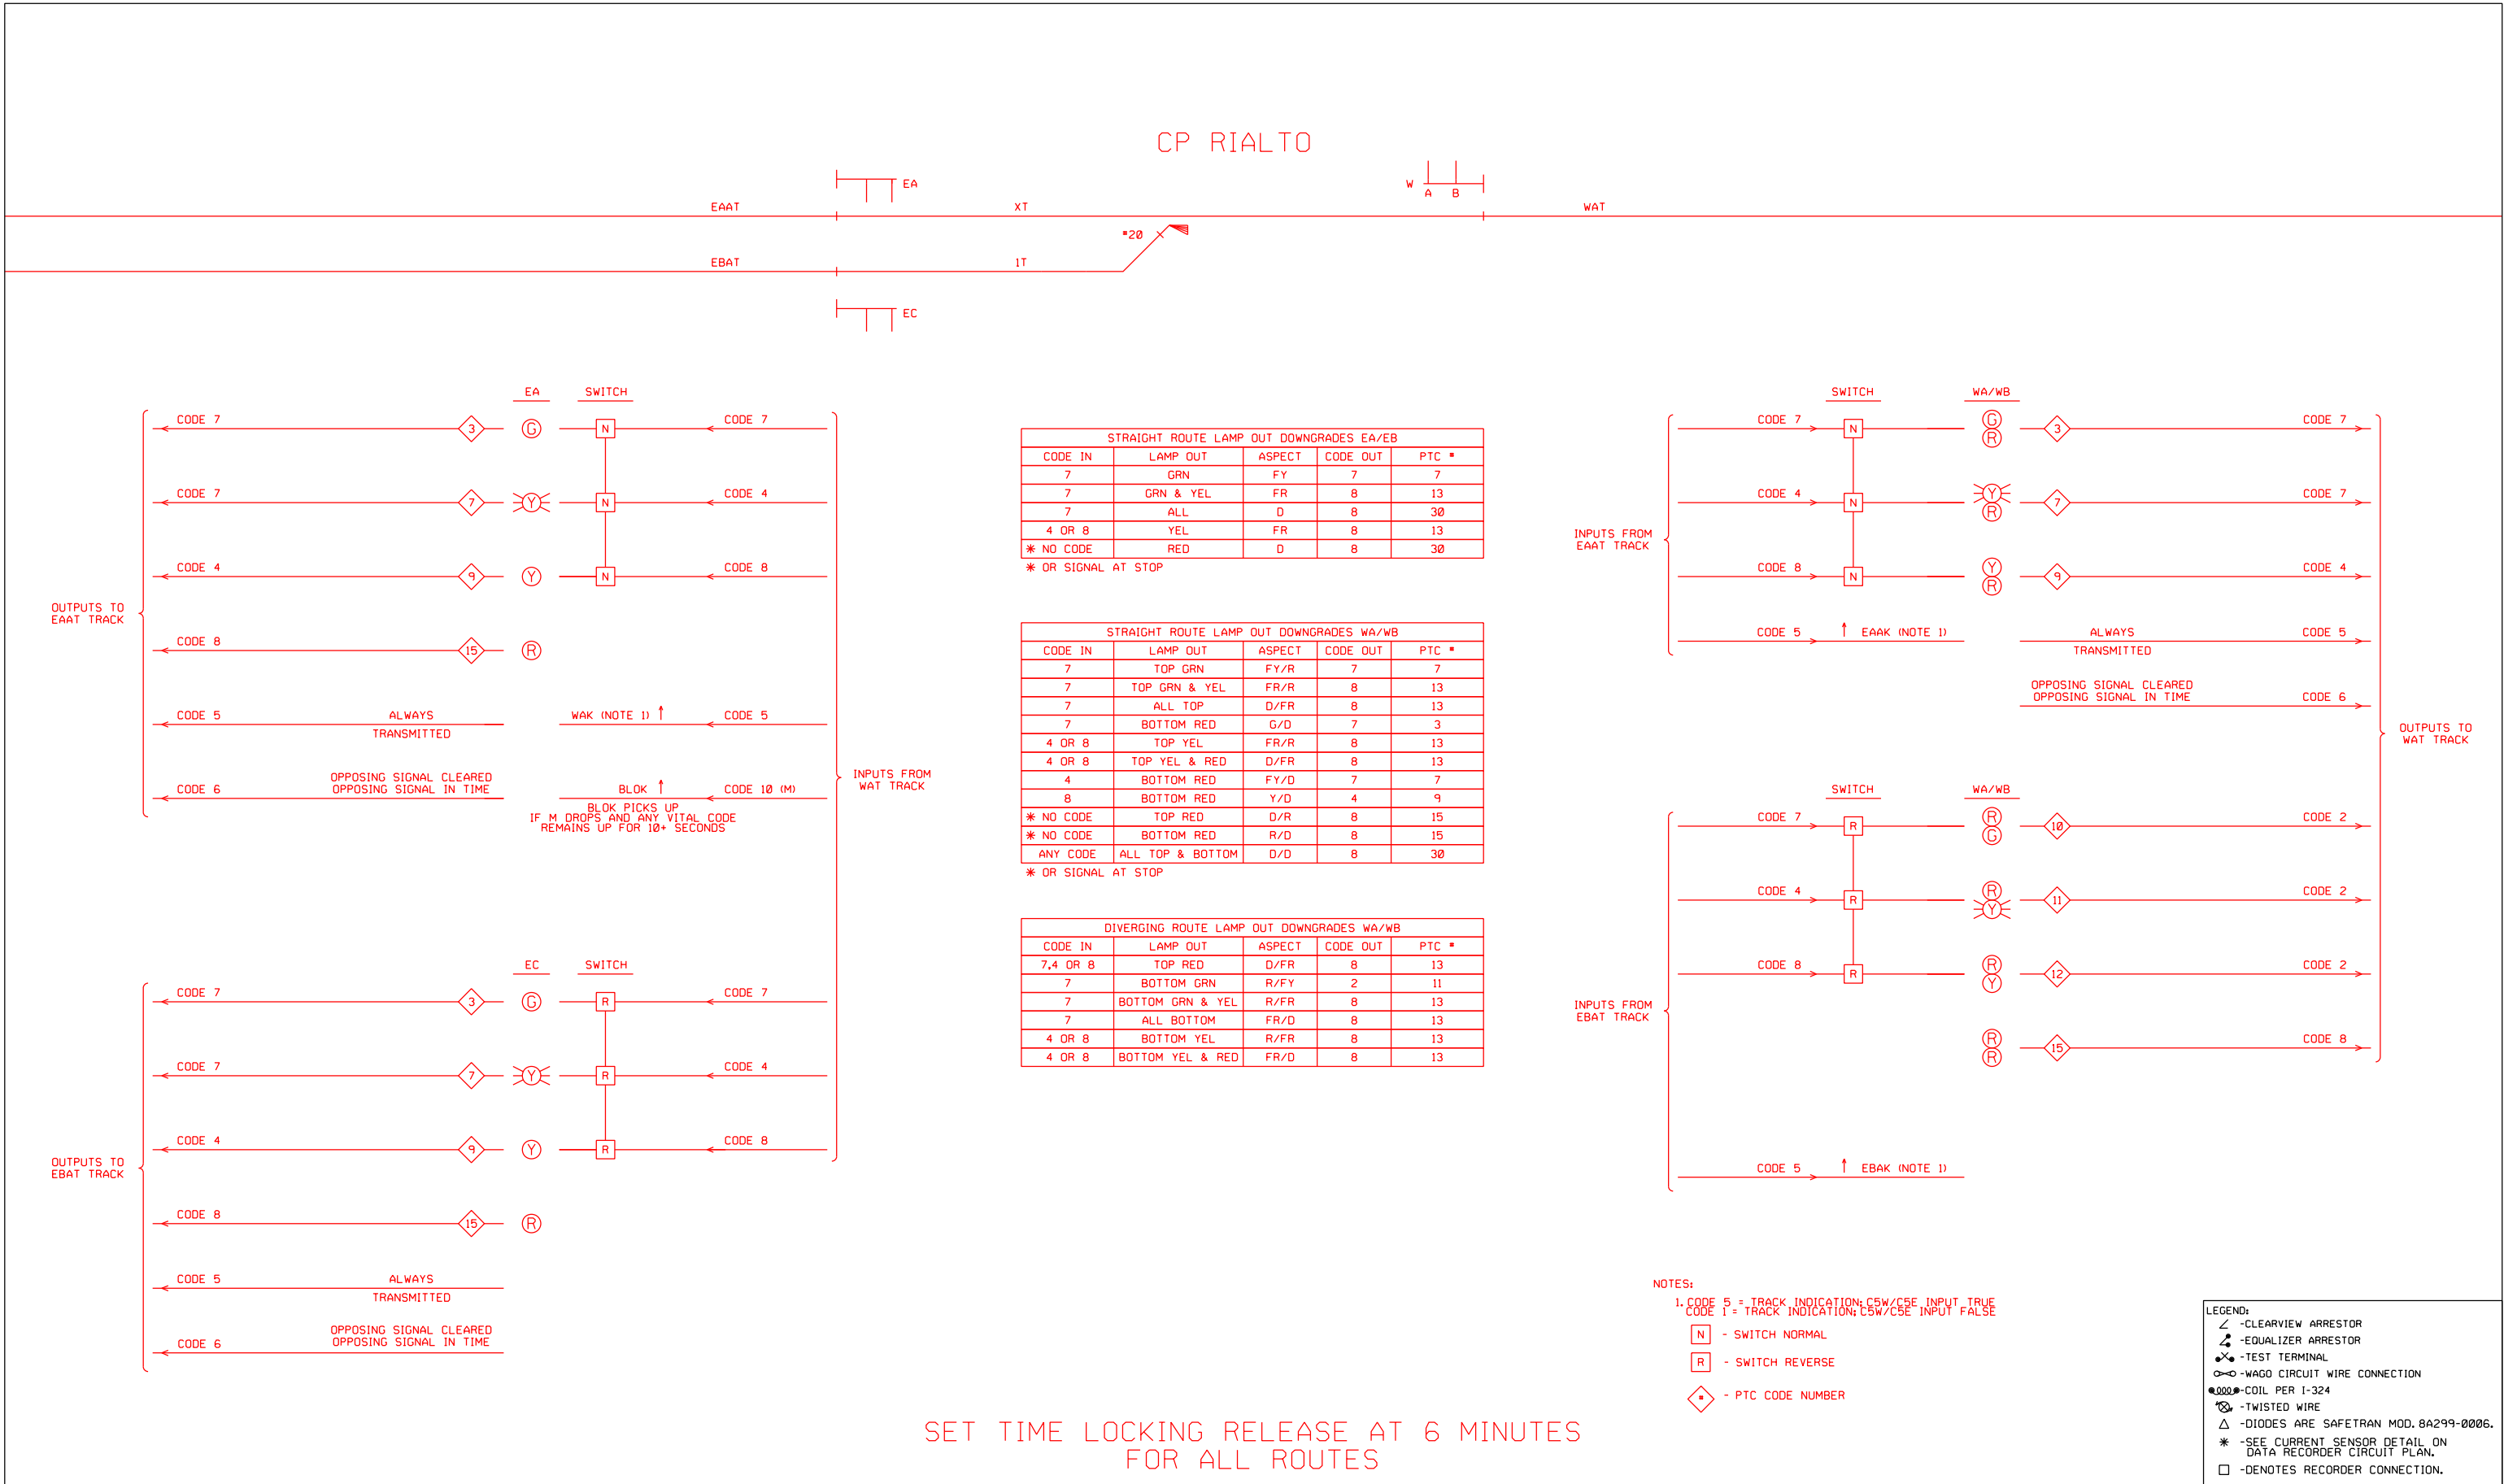 CP RIALTO
EA
W
A B
EAAT XT WAT
#20
EBAT 1T
EC
EA SWITCH
CODE 7 3 G N CODE 7
CODE 7 7 Y N CODE 4
CODE 4 9 Y N CODE 8
OUTPUTS TO
EAAT TRACK
CODE 8 15 R
CODE 5 ALWAYS WAK (NOTE 1) CODE 5
TRANSMITTED
OPPOSING SIGNAL CLEARED
CODE 6 OPPOSING SIGNAL IN TIME BLOK CODE 10 (M)
BLOK PICKS UP
IF M DROPS AND ANY VITAL CODE
REMAINS UP FOR 10+ SECONDS
INPUTS FROM
WAT TRACK
EC SWITCH
CODE 7 3 G R CODE 7
CODE 7 7 Y R CODE 4
CODE 4 9 Y R CODE 8
OUTPUTS TO
EBAT TRACK
CODE 8 15 R
CODE 5 ALWAYS
TRANSMITTED
OPPOSING SIGNAL CLEARED
CODE 6 OPPOSING SIGNAL IN TIME
STRAIGHT ROUTE LAMP OUT DOWNGRADES EA/EB
CODE IN LAMP OUT ASPECT CODE OUT PTC #
7 GRN FY 7 7
7 GRN & YEL FR 8 13
7 ALL D 8 30
4 OR 8 YEL FR 8 13
* NO CODE RED D 8 30
* OR SIGNAL AT STOP
STRAIGHT ROUTE LAMP OUT DOWNGRADES WA/WB
CODE IN LAMP OUT ASPECT CODE OUT PTC #
7 TOP GRN FY/R 7 7
7 TOP GRN & YEL FR/R 8 13
7 ALL TOP D/FR 8 13
7 BOTTOM RED G/D 7 3
4 OR 8 TOP YEL FR/R 8 13
4 OR 8 TOP YEL & RED D/FR 8 13
4 BOTTOM RED FY/D 7 7
8 BOTTOM RED Y/D 4 9
* NO CODE TOP RED D/R 8 15
* NO CODE BOTTOM RED R/D 8 15
ANY CODE ALL TOP & BOTTOM D/D 8 30
* OR SIGNAL AT STOP
DIVERGING ROUTE LAMP OUT DOWNGRADES WA/WB
CODE IN LAMP OUT ASPECT CODE OUT PTC #
7,4 OR 8 TOP RED D/FR 8 13
7 BOTTOM GRN R/FY 2 11
7 BOTTOM GRN & YEL R/FR 8 13
7 ALL BOTTOM FR/D 8 13
4 OR 8 BOTTOM YEL R/FR 8 13
4 OR 8 BOTTOM YEL & RED FR/D 8 13
SWITCH WA/WB
CODE 7 N G R 3 CODE 7
CODE 4 N Y R 7 CODE 7
INPUTS FROM
EAAT TRACK
CODE 8 N Y R 9 CODE 4
CODE 5 EAAK (NOTE 1) ALWAYS CODE 5
TRANSMITTED
OPPOSING SIGNAL CLEARED
OPPOSING SIGNAL IN TIME CODE 6
OUTPUTS TO
WAT TRACK
SWITCH WA/WB
CODE 7 R R G 10 CODE 2
CODE 4 R R Y 11 CODE 2
CODE 8 R R Y 12 CODE 2
INPUTS FROM
EBAT TRACK
R R 15 CODE 8
CODE 5 EBAK (NOTE 1)
NOTES:
1. CODE 5 = TRACK INDICATION; C5W/C5E INPUT TRUE
CODE 1 = TRACK INDICATION; C5W/C5E INPUT FALSE
N - SWITCH NORMAL
R - SWITCH REVERSE
# - PTC CODE NUMBER
SET TIME LOCKING RELEASE AT 6 MINUTES
FOR ALL ROUTES
LEGEND:
-CLEARVIEW ARRESTOR
-EQUALIZER ARRESTOR
-TEST TERMINAL
-WAGO CIRCUIT WIRE CONNECTION
-COIL PER I-324
-TWISTED WIRE
-DIODES ARE SAFETRAN MOD. 8A299-0006.
* -SEE CURRENT SENSOR DETAIL ON
DATA RECORDER CIRCUIT PLAN.
-DENOTES RECORDER CONNECTION.